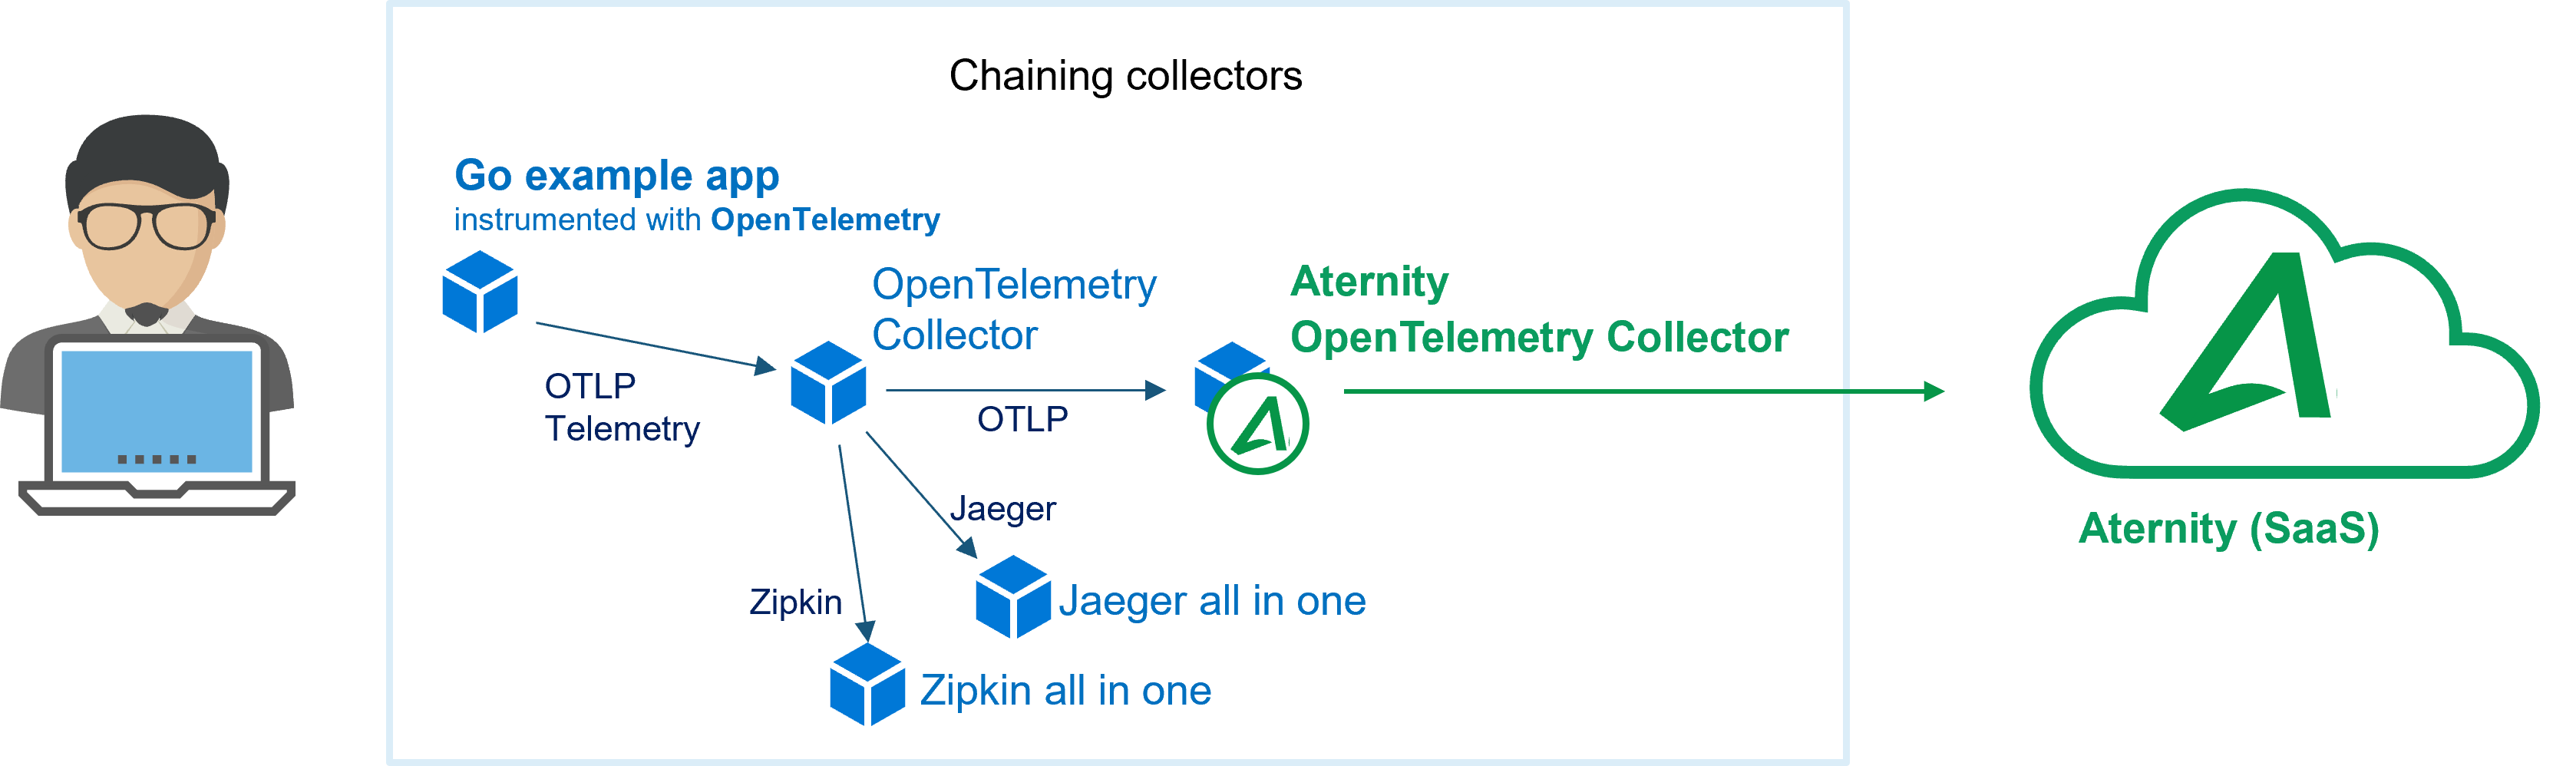 Chaining collectors
Go example app
instrumented with OpenTelemetry
OpenTelemetry
Collector
Aternity
OpenTelemetry Collector
OTLP
Telemetry
OTLP
Jaeger
Zipkin
Jaeger all in one
Zipkin all in one
Aternity (SaaS)